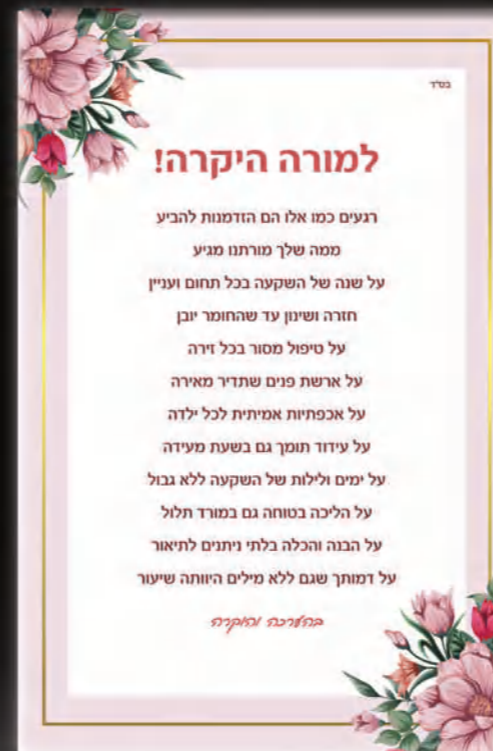 בס״ד
למורה היקרה!
רגעים כמו אלו הם הזדמנות להביע
ממה שלך מורתנו מגיע
על שנה של השקעה בכל תחום ועניין
חזרה ושינון עד שהחומר יובן
על טיפול מסור בכל זירה
על ארשת פנים שתדיר מאירה
על אכפתיות אמיתית לכל ילדה
על עידוד תומך גם בשעת מעידה
על ימים ולילות של השקעה ללא גבול
על הליכה בטוחה גם במורד תלול
על הבנה והכלה בלתי ניתנים לתיאור
על דמותך שגם ללא מילים היוותה שיעור
בהערכה והוקרה